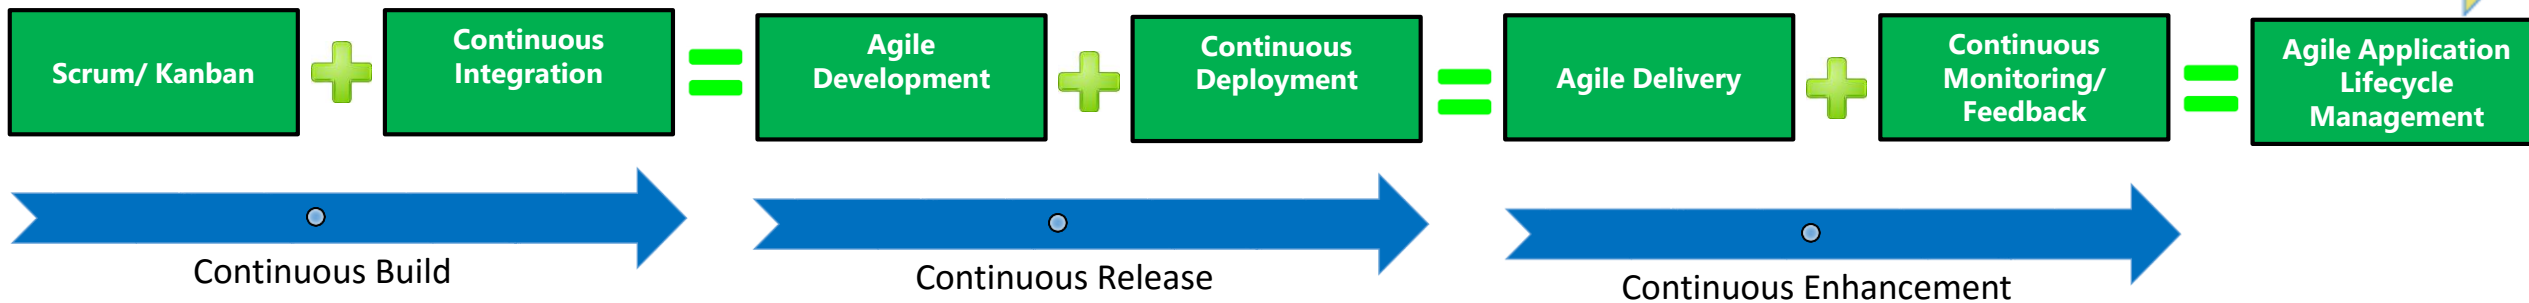 Scrum/ Kanban
Continuous
Integration
Agile
Development
Continuous
Deployment
Agile Delivery
Continuous
Monitoring/
Feedback
Agile Application
Lifecycle
Management
Continuous Build
Continuous Release
Continuous Enhancement